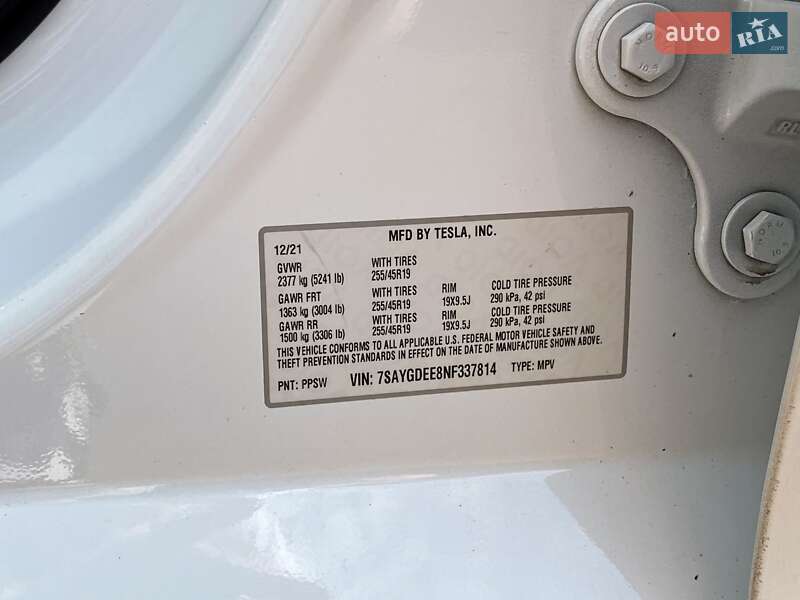 auto RIA.com
NORM
10.9
MFD BY TESLA, INC.
12/21
GVWR WITH TIRES
2377 kg (5241 lb) 255/45R19
GAWR FRT WITH TIRES RIM COLD TIRE PRESSURE
1363 kg (3004 lb) 255/45R19 19X9.5J 290 kPa, 42 psi
GAWR RR WITH TIRES RIM COLD TIRE PRESSURE
1500 kg (3306 lb) 255/45R19 19X9.5J 290 kPa, 42 psi
THIS VEHICLE CONFORMS TO ALL APPLICABLE U.S. FEDERAL MOTOR VEHICLE SAFETY AND
THEFT PREVENTION STANDARDS IN EFFECT ON THE DATE OF MANUFACTURE SHOWN ABOVE.
PNT: PPSW VIN: 7SAYGDEE8NF337814 TYPE: MPV